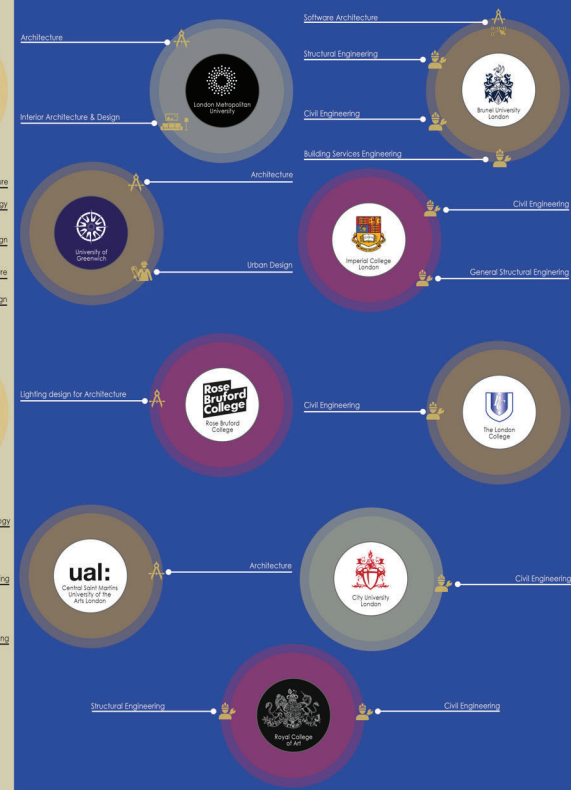 Software Architecture
Architecture
Structural Engineering
London Metropolitan
University
Brunel University
London
Interior Architecture & Design
Civil Engineering
Building Services Engineering
Architecture
University of
Greenwich
Civil Engineering
Imperial College
London
Urban Design
General Structural Enginering
Lighting design for Architecture
Rose
Bruford
College
Rose Bruford
College
Civil Engineering
The London
College
ual:
Central Saint Martins
University of the
Arts London
Architecture
City University
London
Civil Engineering
Structural Engineering
Royal College
of Art
Civil Engineering